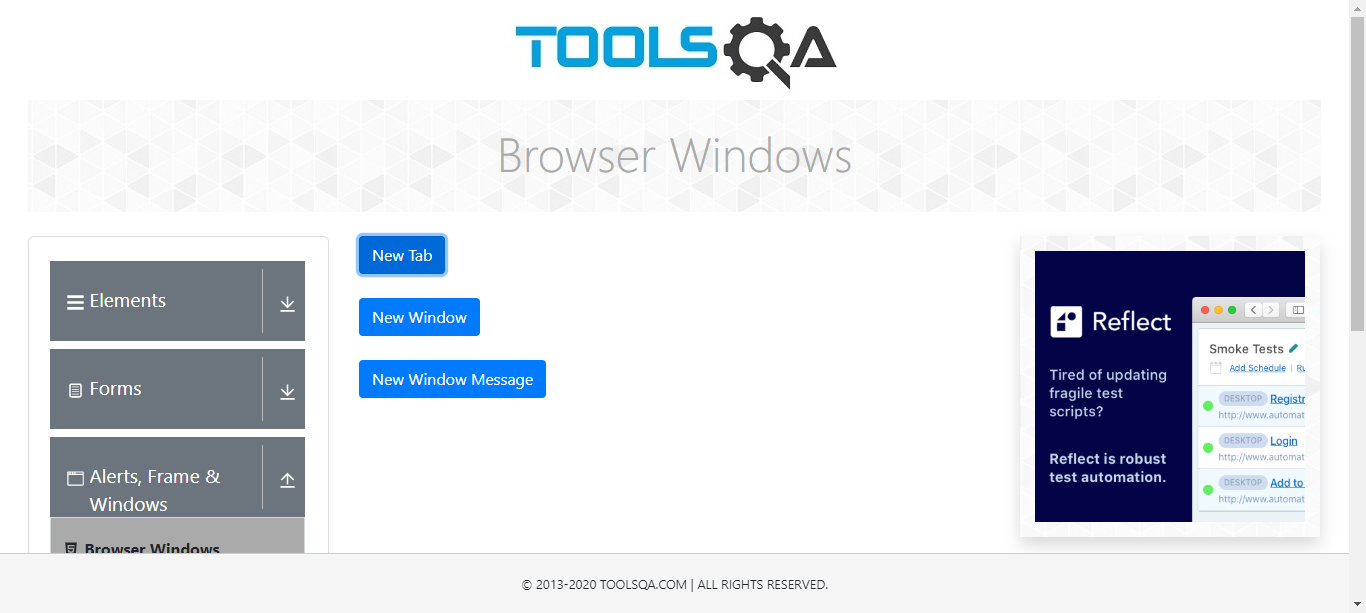 TOOLSQA
Browser Windows
Elements
Forms
Alerts, Frame &
Windows
Browser Windows
New Tab
New Window
New Window Message
Reflect
Tired of updating
fragile test
scripts?
Reflect is robust
test automation.
Smoke Tests
Add Schedule |
DESKTOP Registr
http://www.automat
DESKTOP Login
http://www.automat
DESKTOP Add to
http://www.automat
© 2013-2020 TOOLSQA.COM | ALL RIGHTS RESERVED.